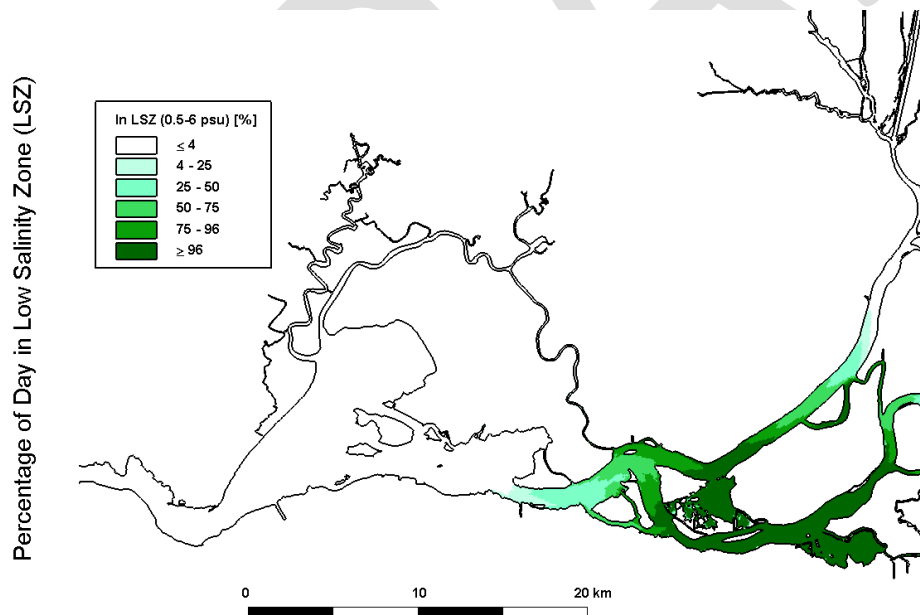 Percentage of Day in Low Salinity Zone (LSZ)
In LSZ (0.5-6 psu) [%]
≤ 4
4 - 25
25 - 50
50 - 75
75 - 96
≥ 96
0 10 20 km